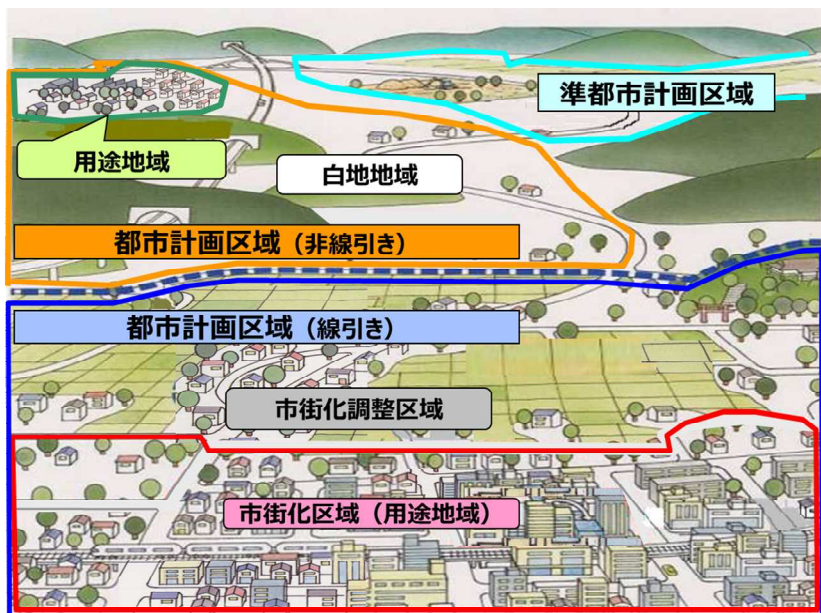 準都市計画区域
用途地域
白地地域
都市計画区域（非線引き）
都市計画区域（線引き）
市街化調整区域
市街化区域（用途地域）